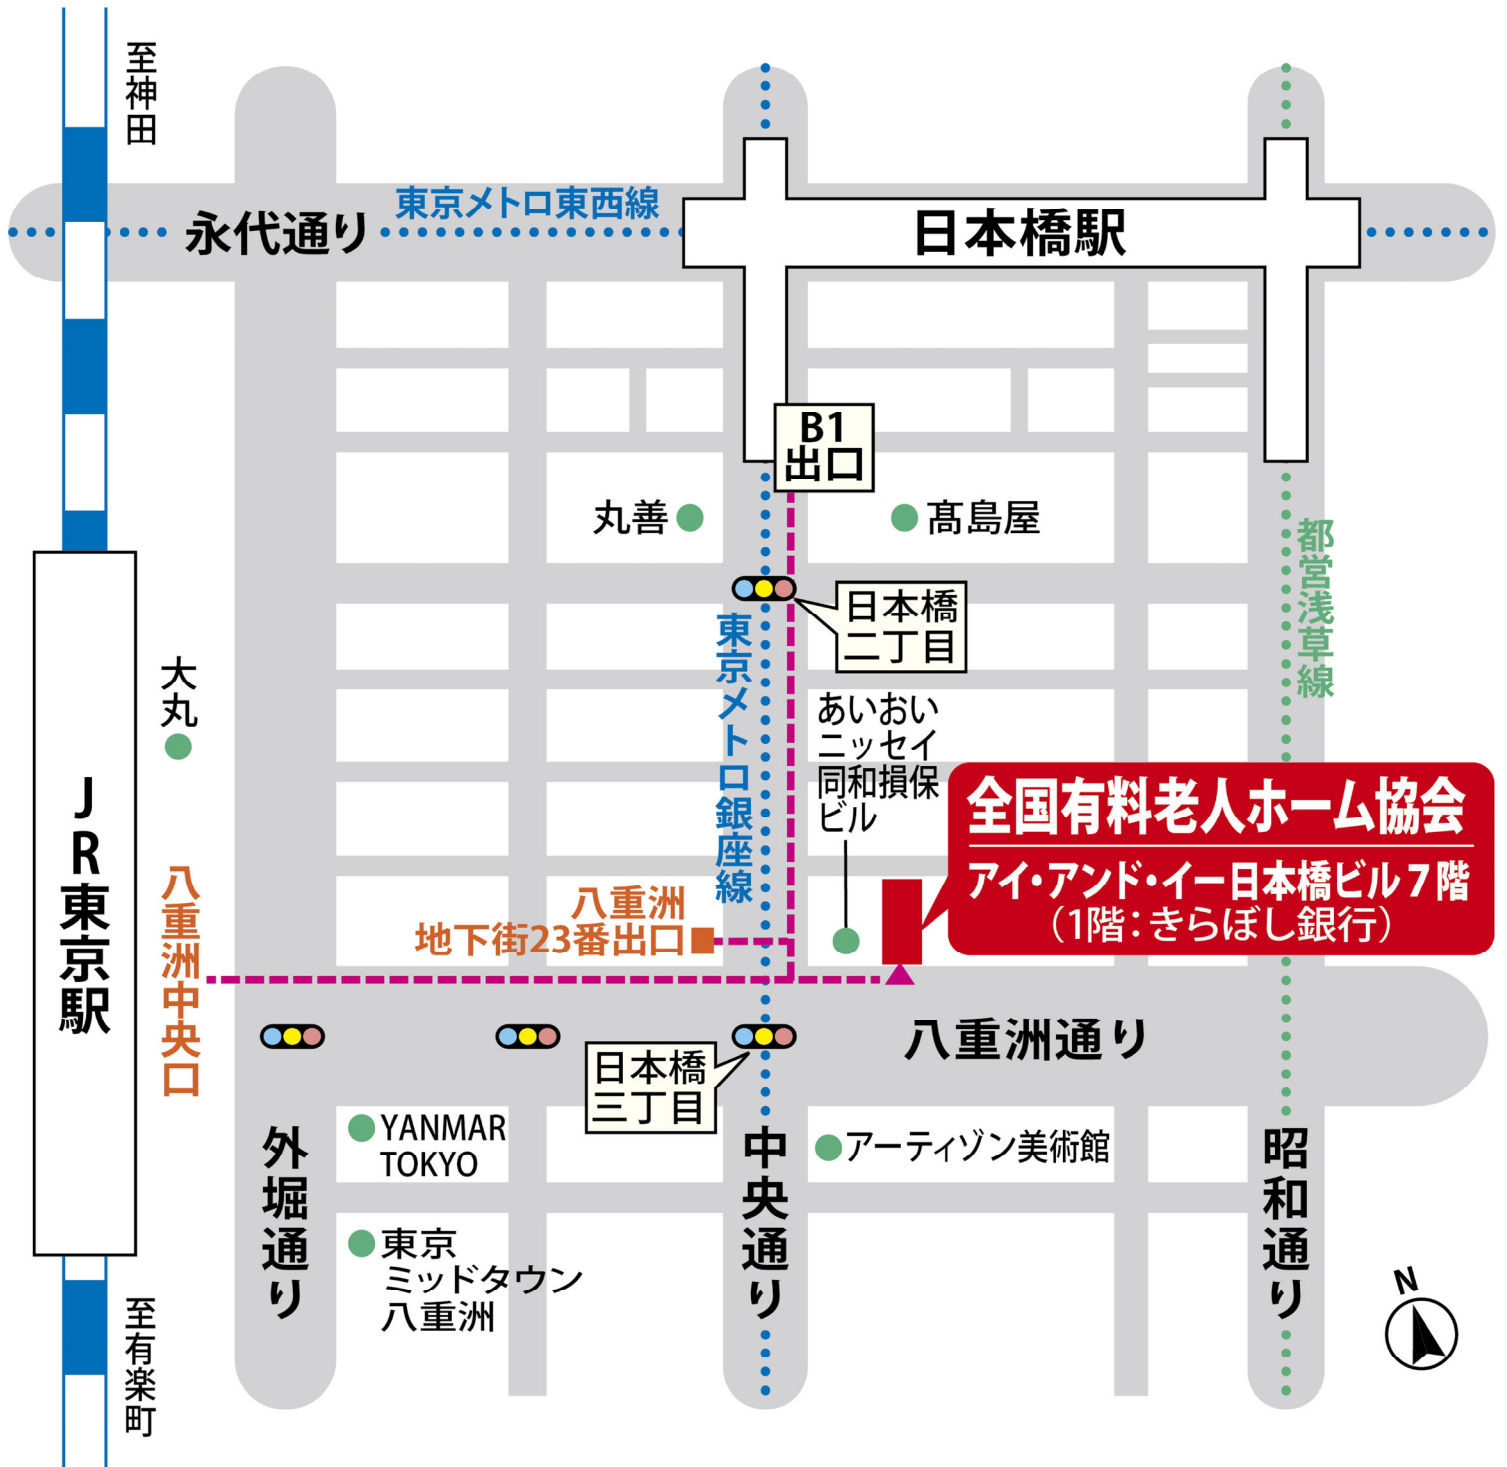 至神田
東京メトロ東西線
永代通り
日本橋駅
B1
出口
丸善
髙島屋
都営浅草線
日本橋
二丁目
東京メトロ銀座線
大丸
あいおい
ニッセイ
同和損保
ビル
全国有料老人ホーム協会
アイ・アンド・イー日本橋ビル7階
（1階：きらぼし銀行）
JR東京駅
八重洲中央口
八重洲
地下街23番出口
八重洲通り
日本橋
三丁目
外堀通り
YANMAR
TOKYO
中央通り
アーティゾン美術館
昭和通り
東京
ミッドタウン
八重洲
N
至有楽町